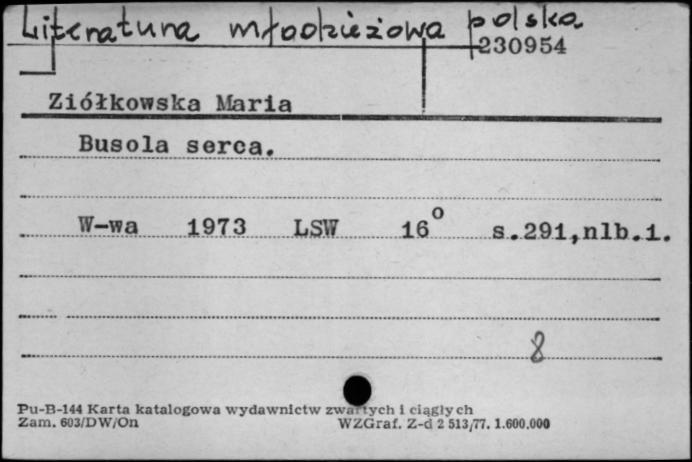 Literatura młodzieżowa polska
230954
Ziółkowska Maria
Busola serca.
W-wa 1973 LSW 16° s.291,nlb.1.
8
Pu-B-144 Karta katalogowa wydawnictw zwartych i ciągłych
Zam. 603/DW/On WZGraf. Z-d 2 513/77. 1.600.000